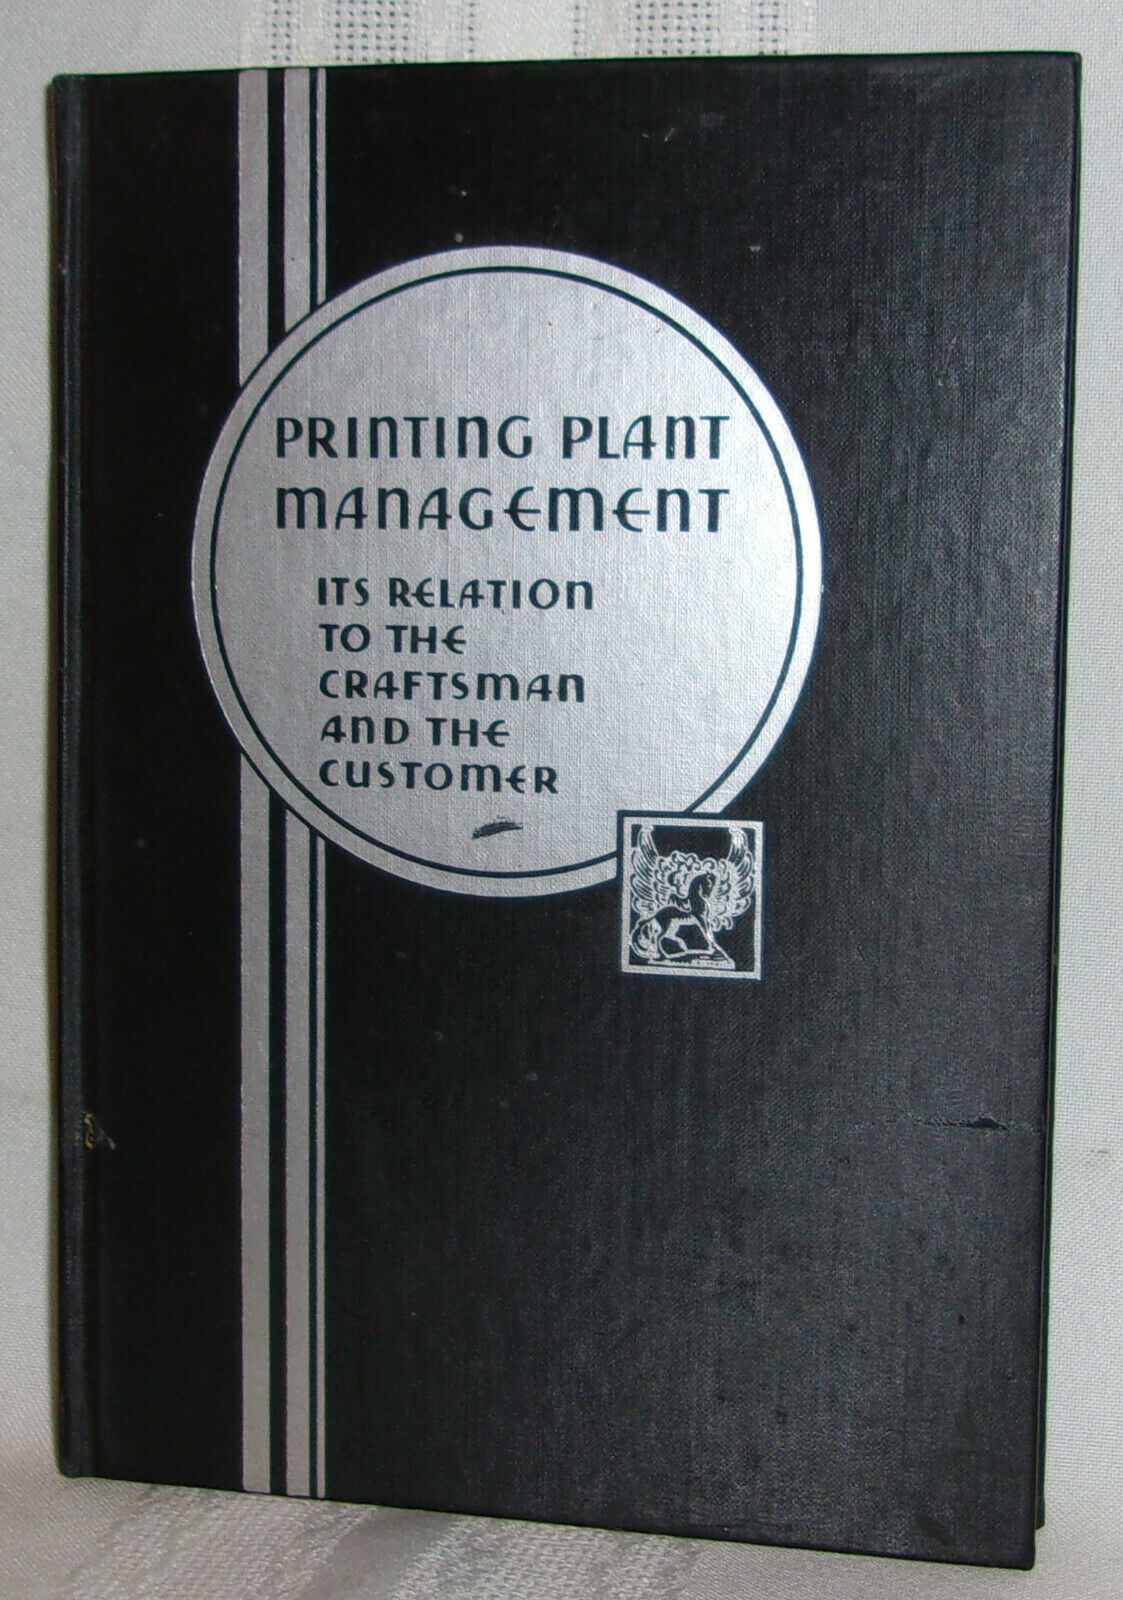 PRINTING PLANT
MANAGEMENT
ITS RELATION
TO THE
CRAFTSMAN
AND THE
CUSTOMER